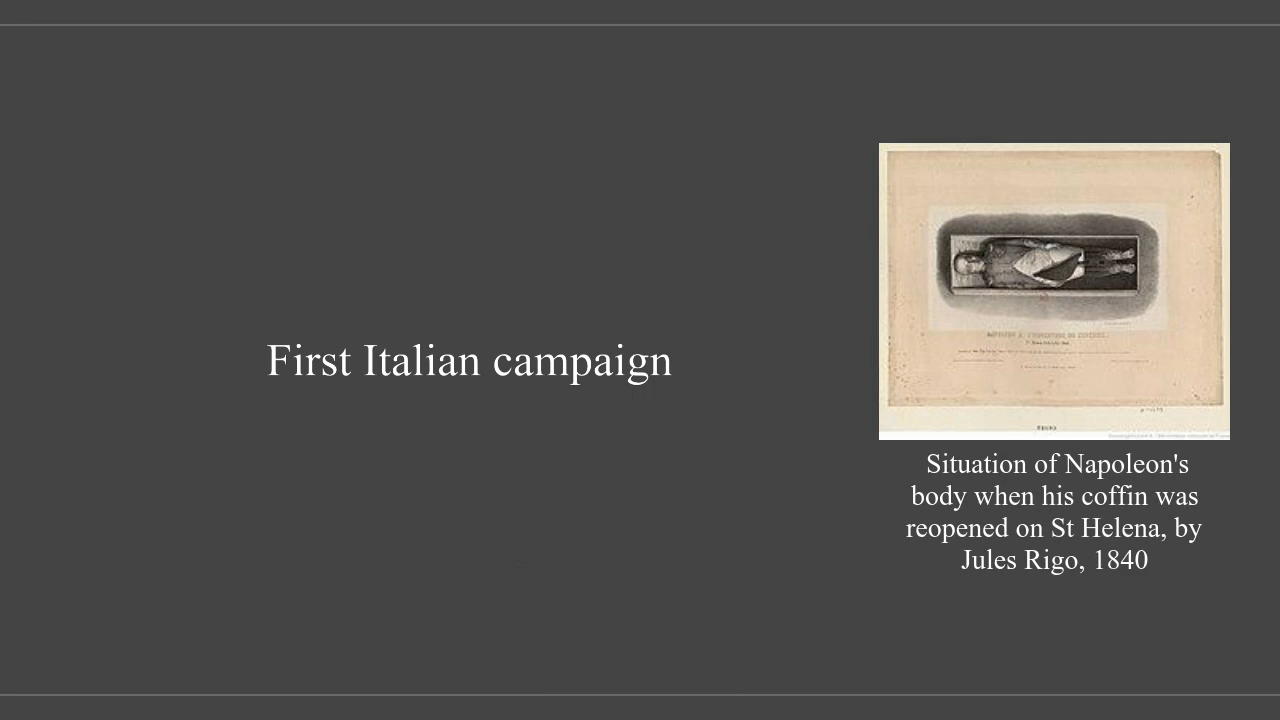 First Italian campaign
Situation of Napoleon's
body when his coffin was
reopened on St Helena, by
Jules Rigo, 1840